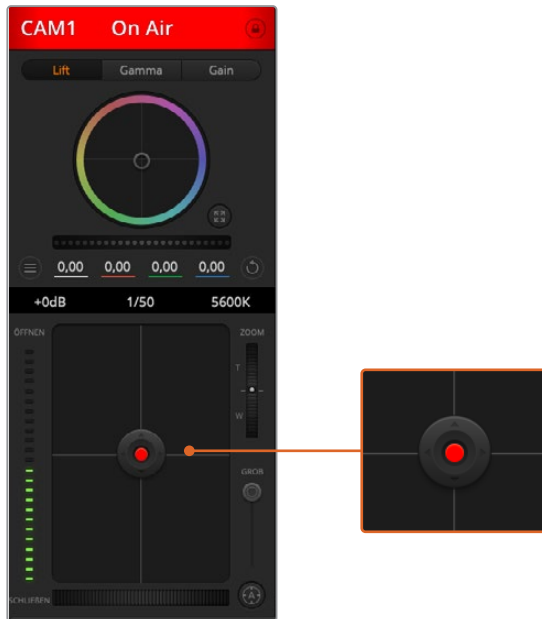 CAM1 On Air
Lift Gamma Gain
0,00 0,00 0,00 0,00
+0dB 1/50 5600K
ÖFFNEN ZOOM
T
W
GROB
SCHLIEẞEN A